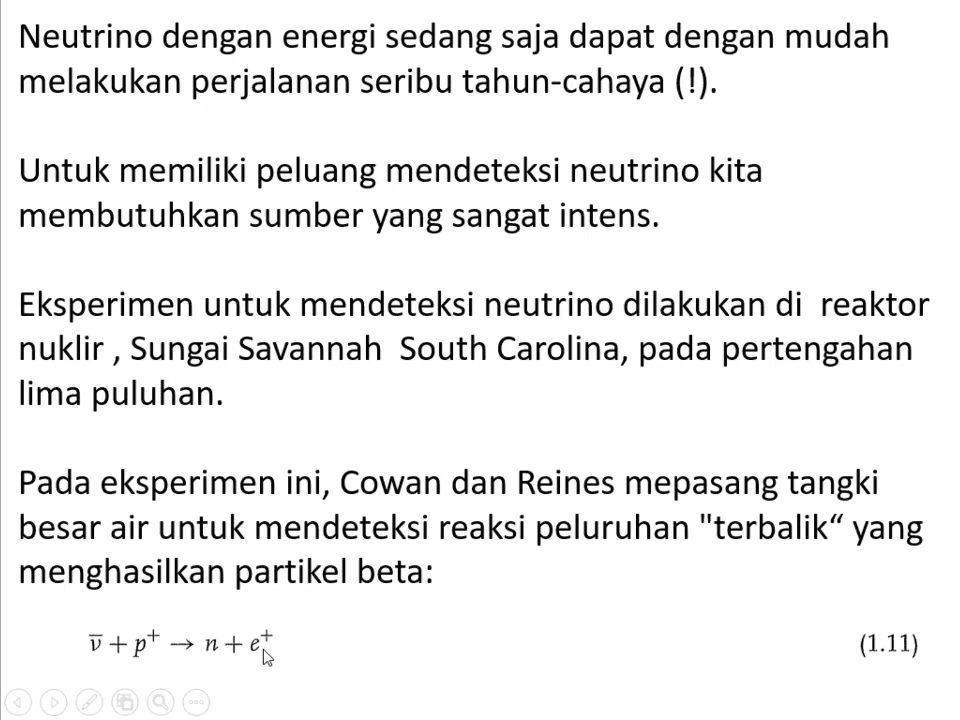 Neutrino dengan energi sedang saja dapat dengan mudah
melakukan perjalanan seribu tahun-cahaya (!).
Untuk memiliki peluang mendeteksi neutrino kita
membutuhkan sumber yang sangat intens.
Eksperimen untuk mendeteksi neutrino dilakukan di  reaktor
nuklir , Sungai Savannah  South Carolina, pada pertengahan
lima puluhan.
Pada eksperimen ini, Cowan dan Reines mepasang tangki
besar air untuk mendeteksi reaksi peluruhan "terbalik“ yang
menghasilkan partikel beta:
ν̅ + p⁺ → n + e⁺ (1.11)